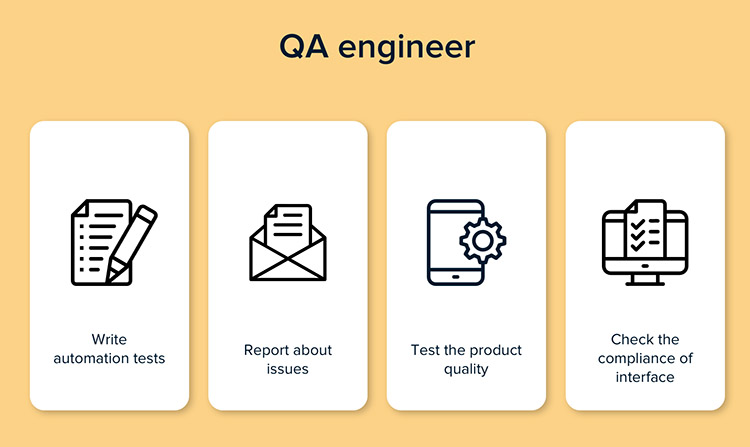 QA engineer
Write
automation tests
Report about
issues
Test the product
quality
Check the
compliance of
interface